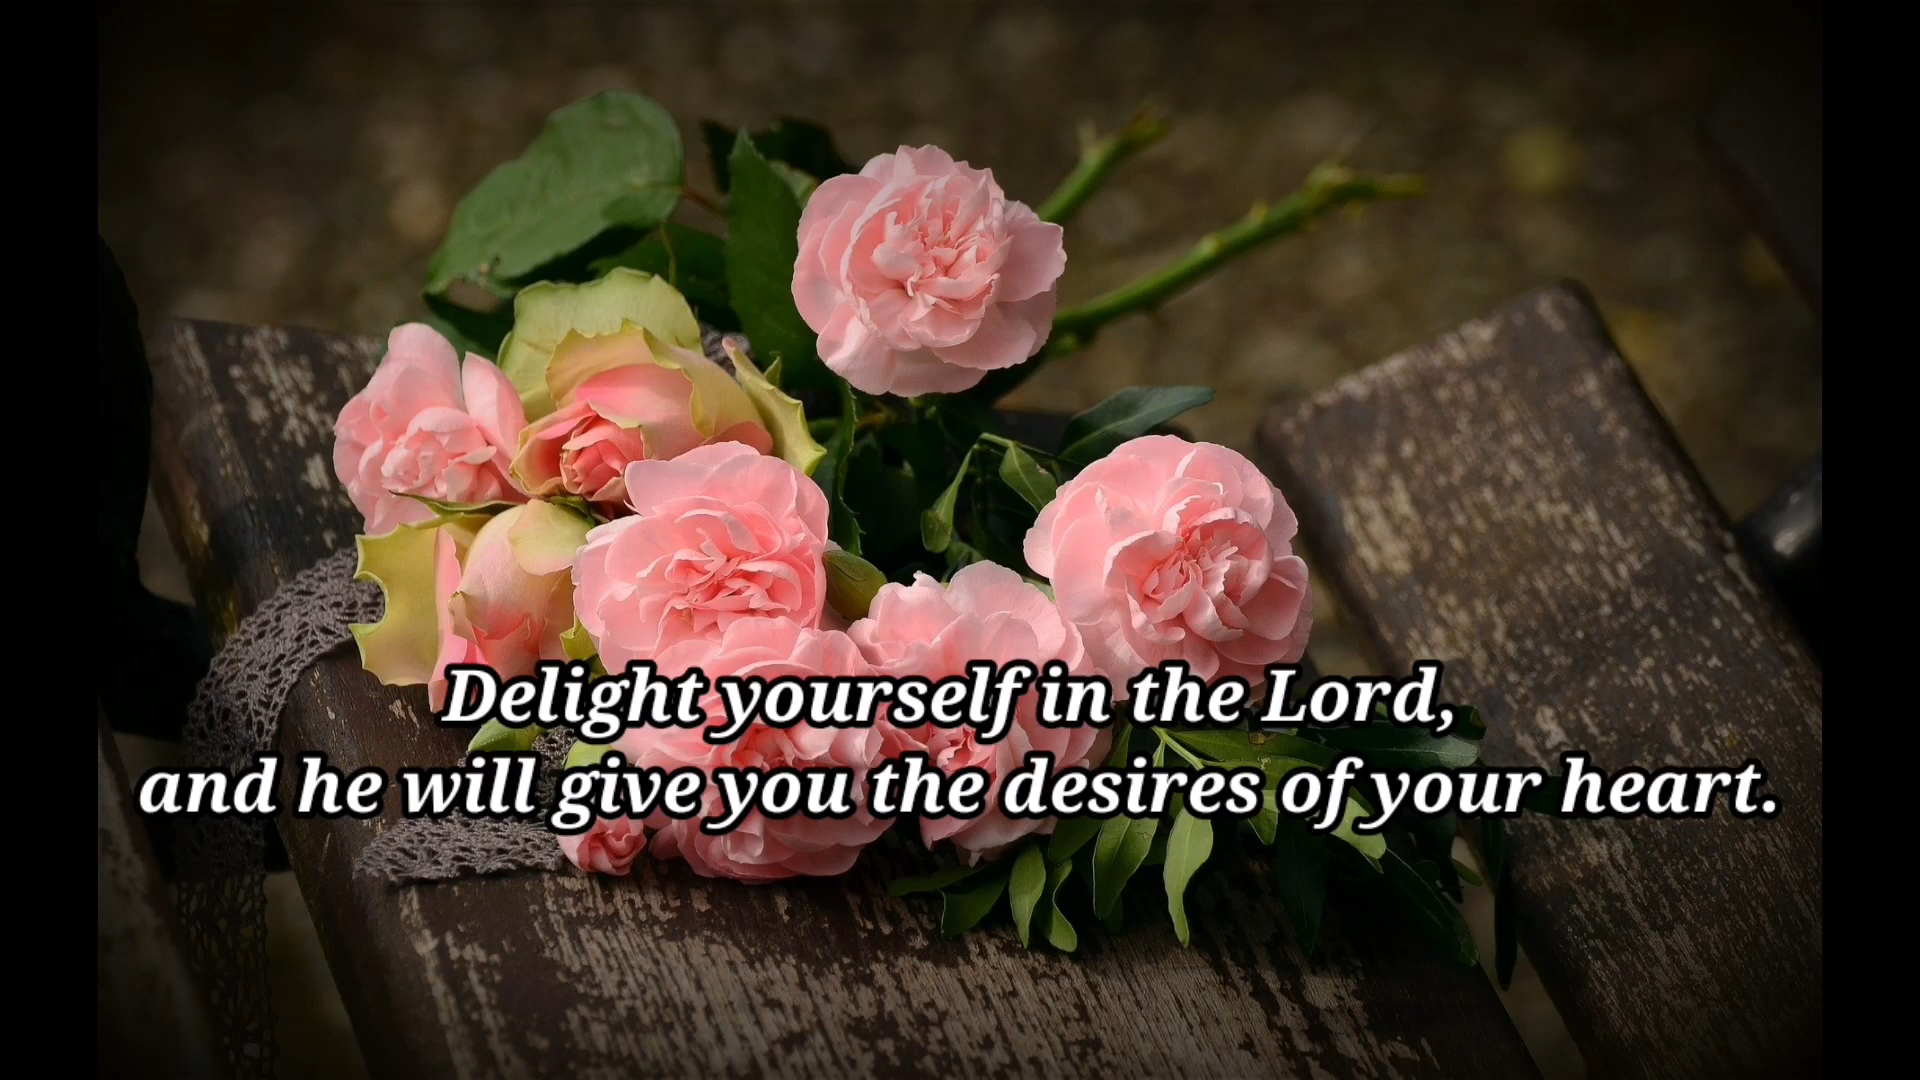 Delight yourself in the Lord,
and he will give you the desires of your heart.